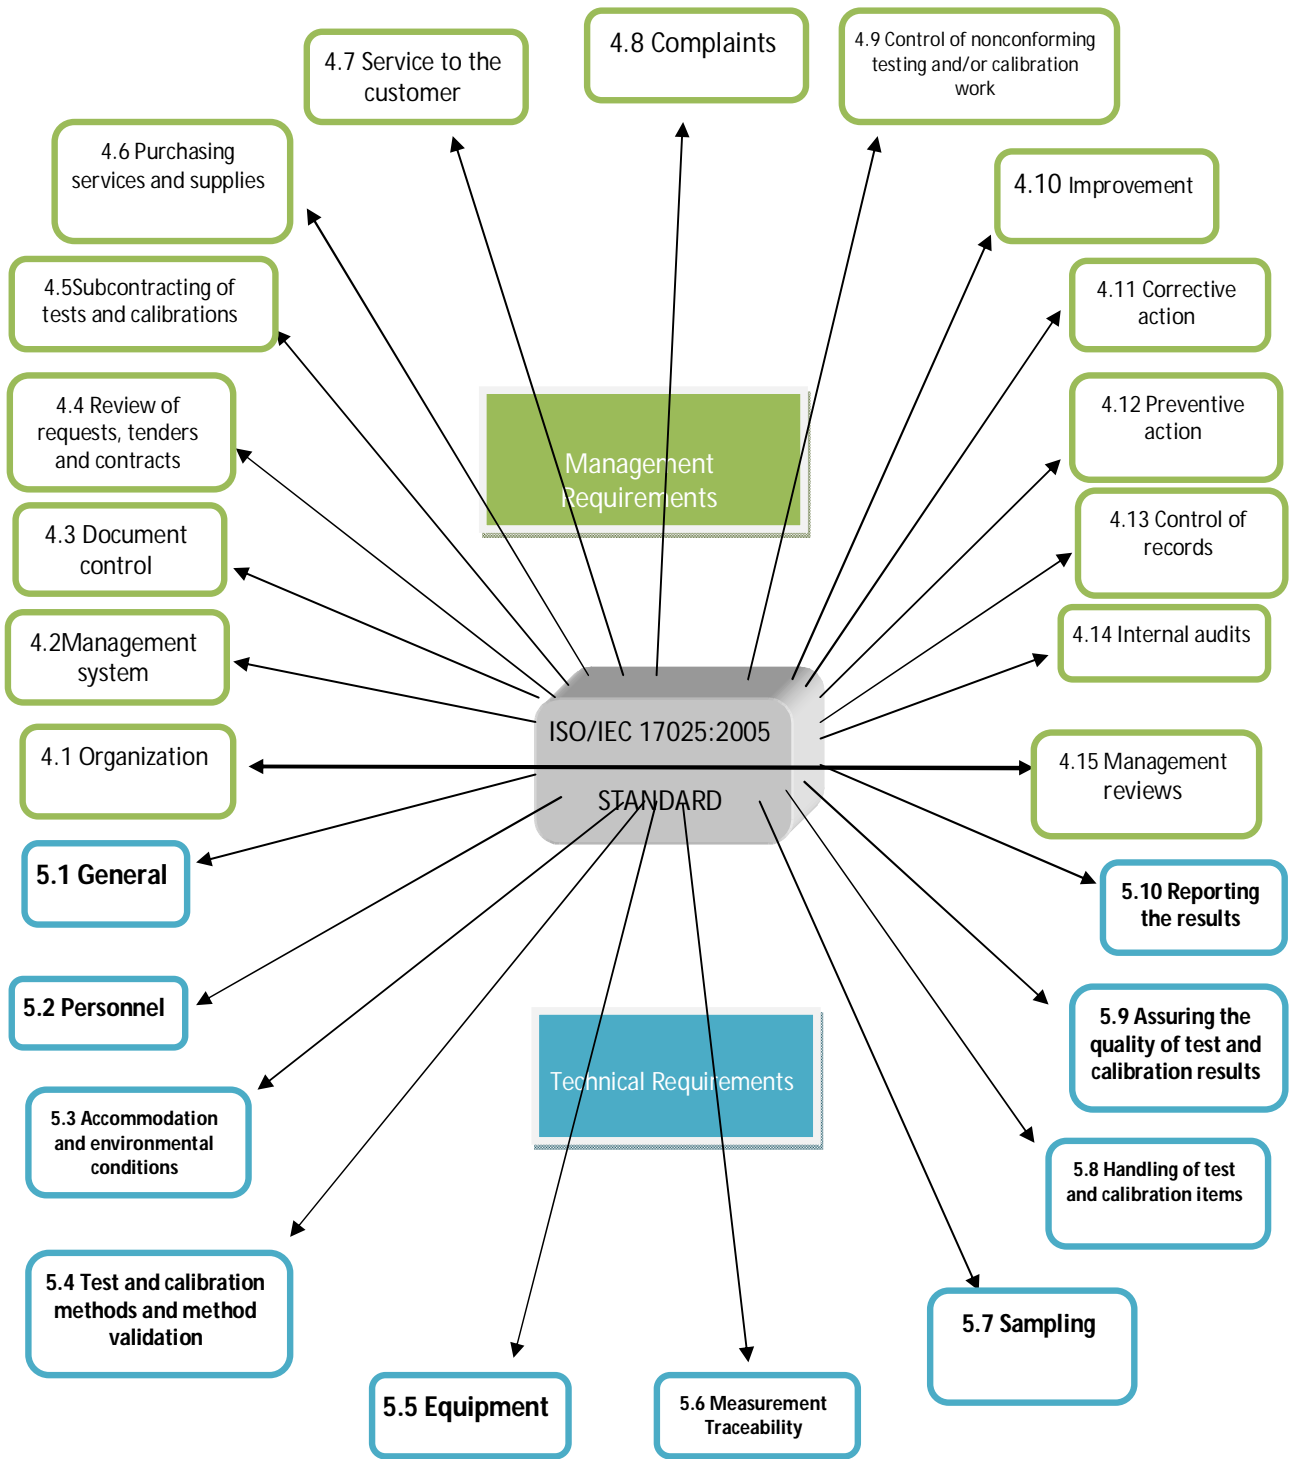 4.8 Complaints
4.9 Control of nonconforming
testing and/or calibration
work
4.7 Service to the
customer
4.6 Purchasing
services and supplies
4.10 Improvement
4.5Subcontracting of
tests and calibrations
4.11 Corrective
action
4.4 Review of
requests, tenders
and contracts
4.12 Preventive
action
Management
Requirements
4.3 Document
control
4.13 Control of
records
4.2Management
system
4.14 Internal audits
ISO/IEC 17025:2005
STANDARD
4.1 Organization
4.15 Management
reviews
5.1 General
5.10 Reporting
the results
5.2 Personnel
5.9 Assuring the
quality of test and
calibration results
Technical Requirements
5.3 Accommodation
and environmental
conditions
5.8 Handling of test
and calibration items
5.4 Test and calibration
methods and method
validation
5.7 Sampling
5.5 Equipment
5.6 Measurement
Traceability